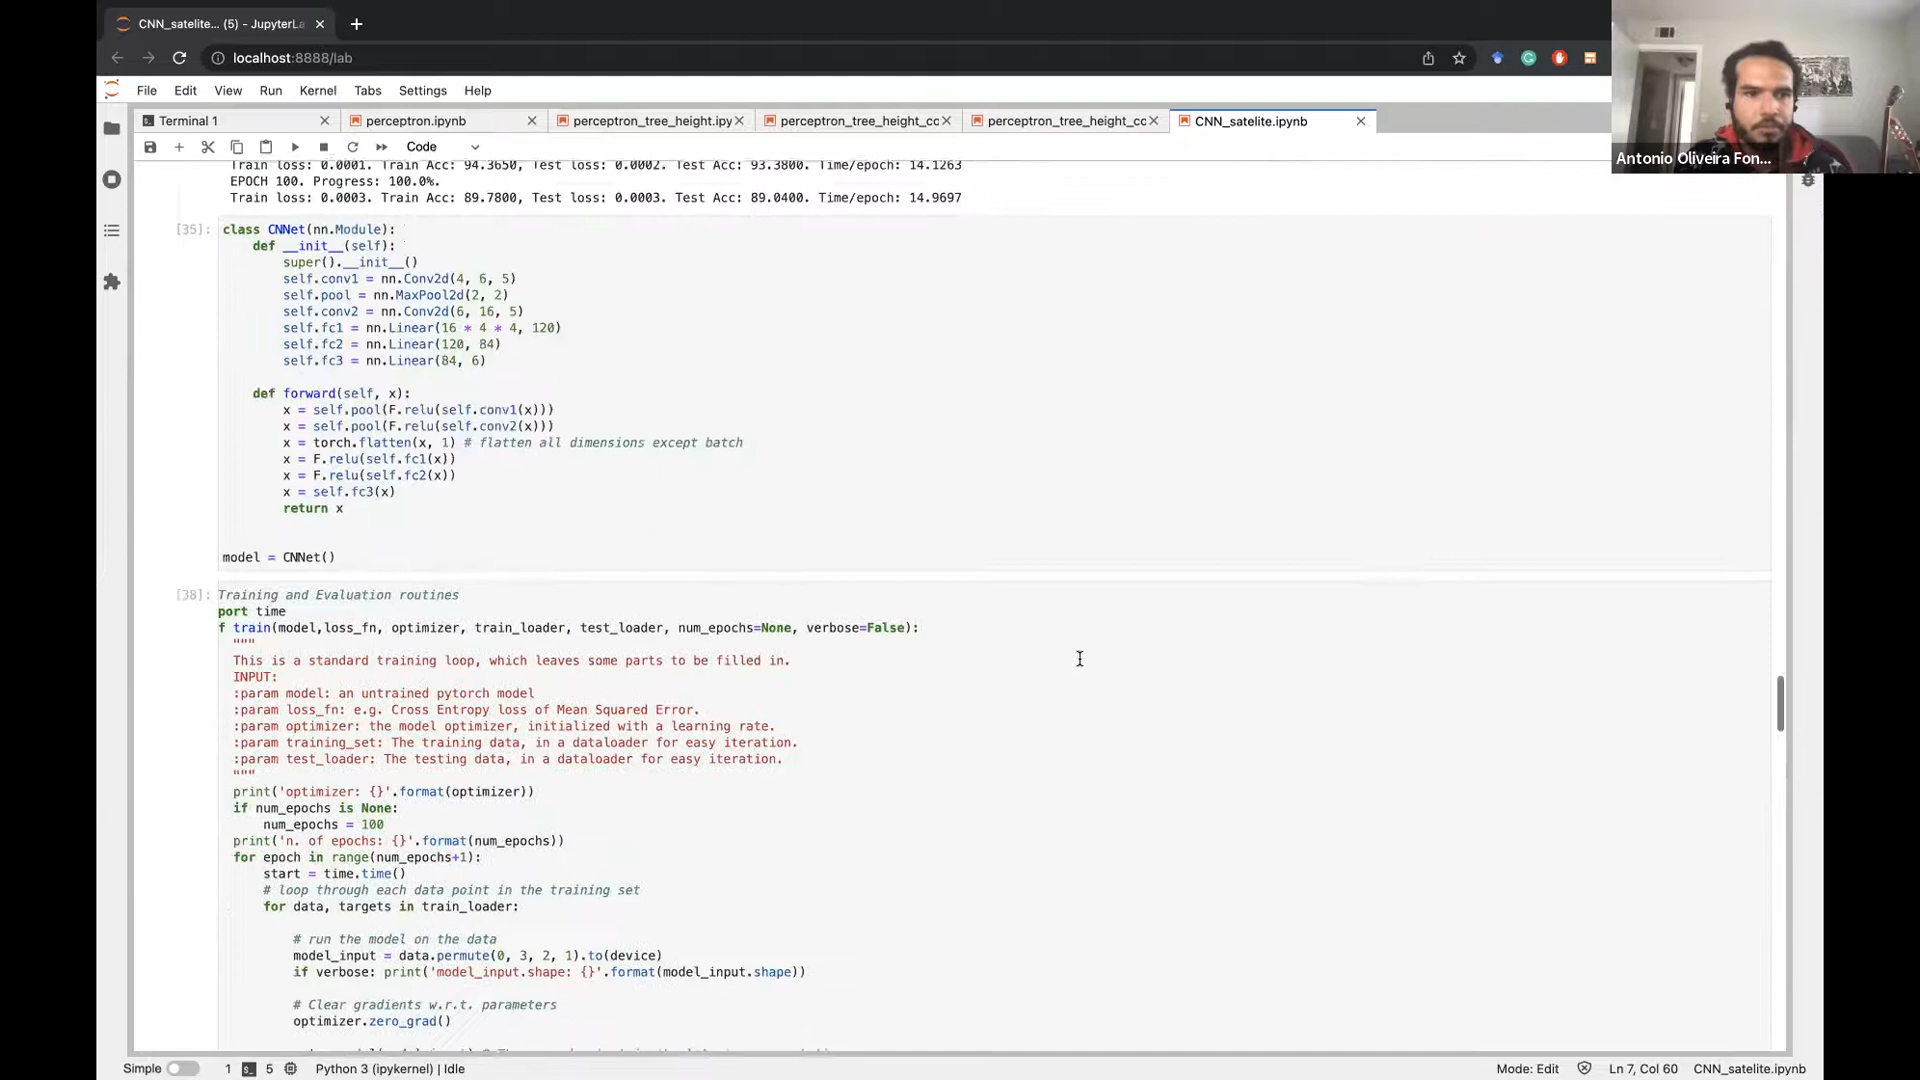 CNN_satelite... (5) - JupyterLa
localhost:8888/lab
Antonio Oliveira Fon...
File Edit View Run Kernel Tabs Settings Help
Terminal 1 perceptron.ipynb perceptron_tree_height.ipy perceptron_tree_height_cc perceptron_tree_height_cc CNN_satelite.ipynb
Code
Train loss: 0.0001. Train Acc: 94.3650, Test loss: 0.0002. Test Acc: 93.3800. Time/epoch: 14.1263
EPOCH 100. Progress: 100.0%.
Train loss: 0.0003. Train Acc: 89.7800, Test loss: 0.0003. Test Acc: 89.0400. Time/epoch: 14.9697
[35]: class CNNet(nn.Module):
def __init__(self):
super().__init__()
self.conv1 = nn.Conv2d(4, 6, 5)
self.pool = nn.MaxPool2d(2, 2)
self.conv2 = nn.Conv2d(6, 16, 5)
self.fc1 = nn.Linear(16 * 4 * 4, 120)
self.fc2 = nn.Linear(120, 84)
self.fc3 = nn.Linear(84, 6)
def forward(self, x):
x = self.pool(F.relu(self.conv1(x)))
x = self.pool(F.relu(self.conv2(x)))
x = torch.flatten(x, 1) # flatten all dimensions except batch
x = F.relu(self.fc1(x))
x = F.relu(self.fc2(x))
x = self.fc3(x)
return x
model = CNNet()
[38]: Training and Evaluation routines
port time
f train(model,loss_fn, optimizer, train_loader, test_loader, num_epochs=None, verbose=False):
"""
This is a standard training loop, which leaves some parts to be filled in.
INPUT:
:param model: an untrained pytorch model
:param loss_fn: e.g. Cross Entropy loss of Mean Squared Error.
:param optimizer: the model optimizer, initialized with a learning rate.
:param training_set: The training data, in a dataloader for easy iteration.
:param test_loader: The testing data, in a dataloader for easy iteration.
"""
print('optimizer: {}'.format(optimizer))
if num_epochs is None:
num_epochs = 100
print('n. of epochs: {}'.format(num_epochs))
for epoch in range(num_epochs+1):
start = time.time()
# loop through each data point in the training set
for data, targets in train_loader:
# run the model on the data
model_input = data.permute(0, 3, 2, 1).to(device)
if verbose: print('model_input.shape: {}'.format(model_input.shape))
# Clear gradients w.r.t. parameters
optimizer.zero_grad()
Simple 1 5 Python 3 (ipykernel) | Idle Mode: Edit Ln 7, Col 60 CNN_satelite.ipynb